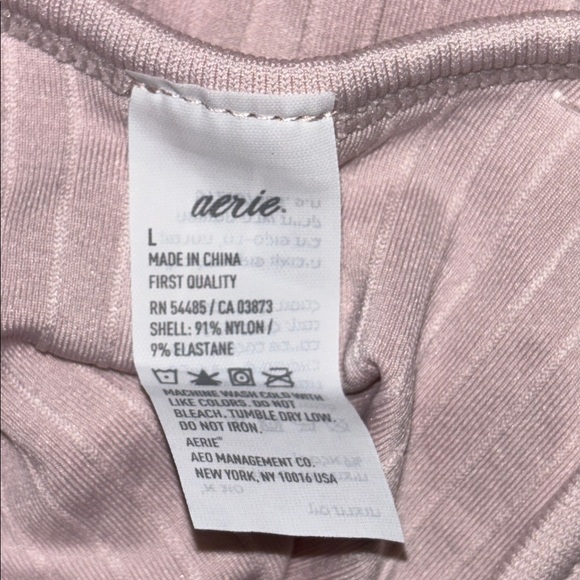 aerie.
L
MADE IN CHINA
FIRST QUALITY
RN 54485 / CA 03873
SHELL: 91% NYLON /
9% ELASTANE
MACHINE WASH COLD WITH
LIKE COLORS. DO NOT
BLEACH. TUMBLE DRY LOW.
DO NOT IRON.
AERIE®
AEO MANAGEMENT CO.
NEW YORK, NY 10016 USA